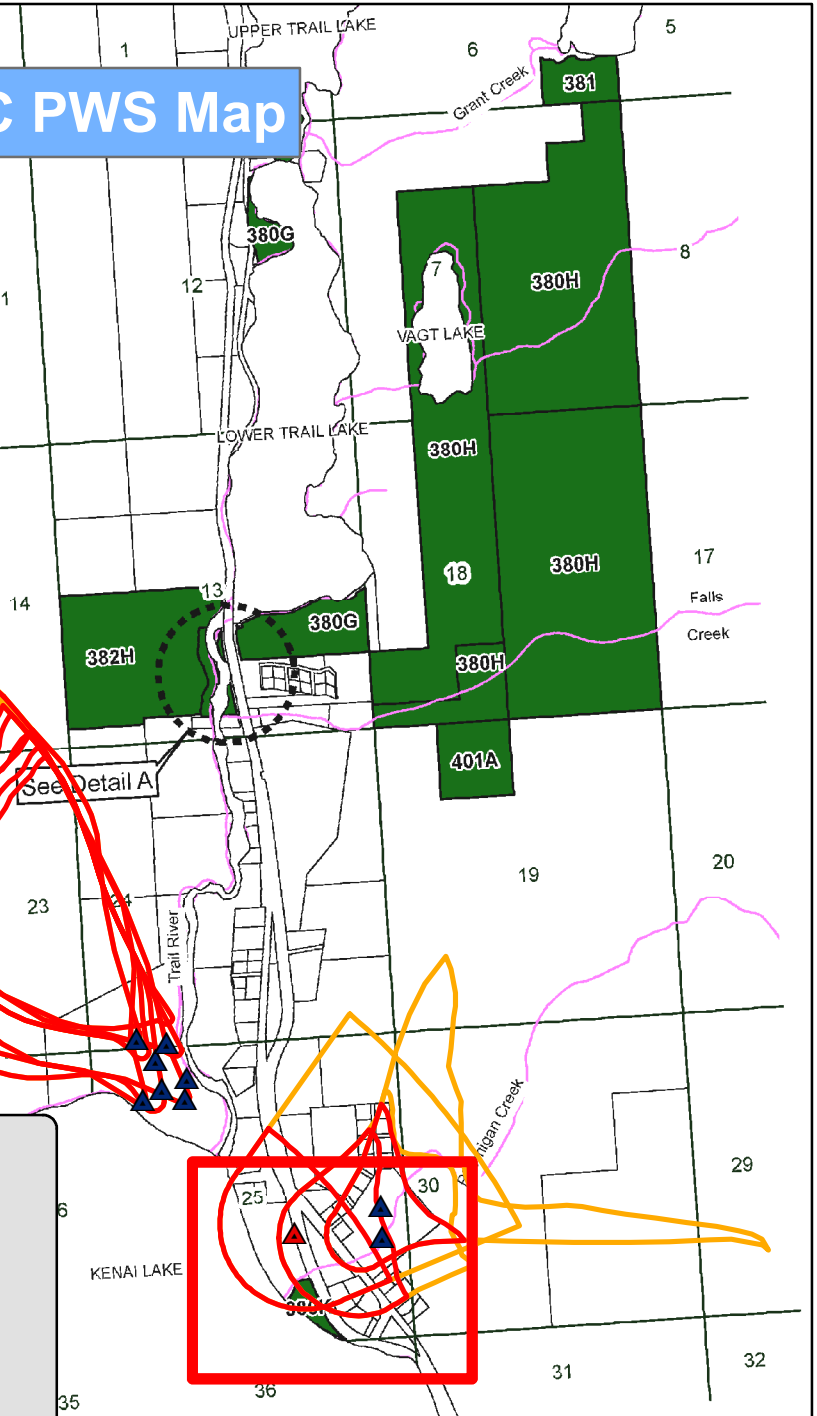 UPPER TRAIL LAKE
1
6
5
C PWS Map
Grant Creek
381
380G
12
7
8
380H
1
VAGT LAKE
LOWER TRAIL LAKE
380H
14
13
18
380H
17
Falls
Creek
382H
380G
380H
See Detail A
401A
23
24
19
20
Trail River
Creek
25
30
29
6
KENAI LAKE
31
32
35
36